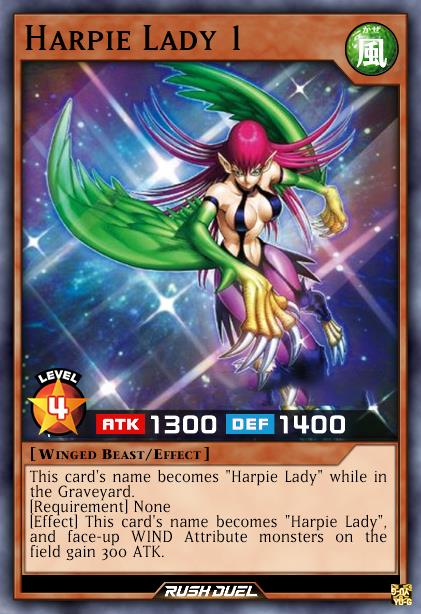 Harpie Lady 1
かぜ
風
LEVEL
4
ATK 1300 DEF 1400
[Winged Beast/Effect]
This card's name becomes "Harpie Lady" while in
the Graveyard.
[Requirement] None
[Effect] This card's name becomes "Harpie Lady",
and face-up WIND Attribute monsters on the
field gain 300 ATK.
RUSH DUEL